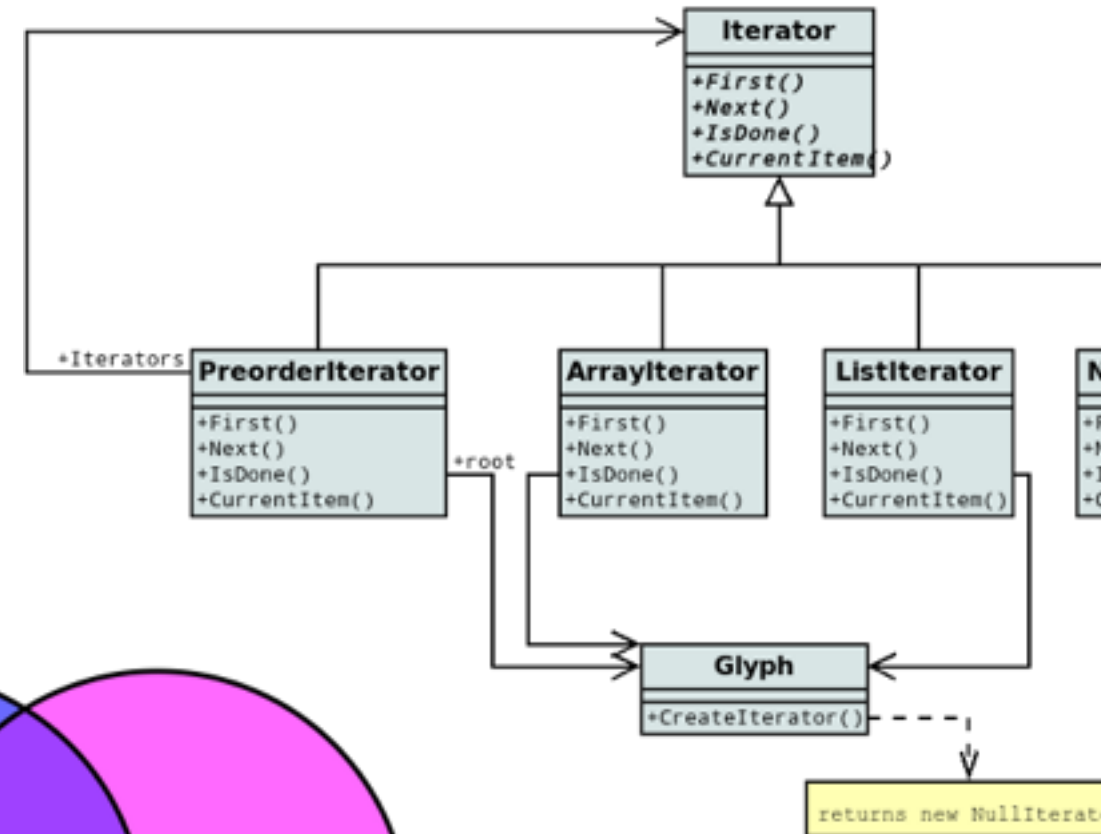 Iterator
+First()
+Next()
+IsDone()
+CurrentItem()
+Iterators
PreorderIterator
+First()
+Next()
+IsDone()
+CurrentItem()
+root
ArrayIterator
+First()
+Next()
+IsDone()
+CurrentItem()
ListIterator
+First()
+Next()
+IsDone()
+CurrentItem()
Glyph
+CreateIterator()
returns new